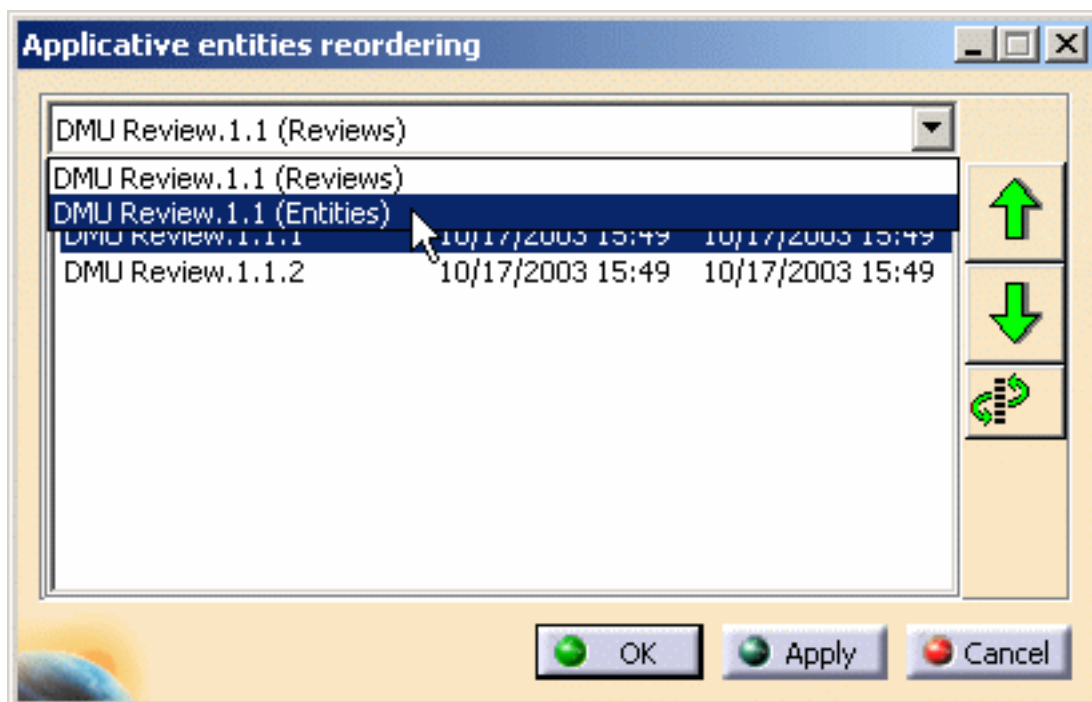 Applicative entities reordering
DMU Review.1.1 (Reviews)
DMU Review.1.1 (Reviews)
DMU Review.1.1 (Entities)
DMU Review.1.1.1 10/17/2003 15:49 10/17/2003 15:49
DMU Review.1.1.2 10/17/2003 15:49 10/17/2003 15:49
OK Apply Cancel